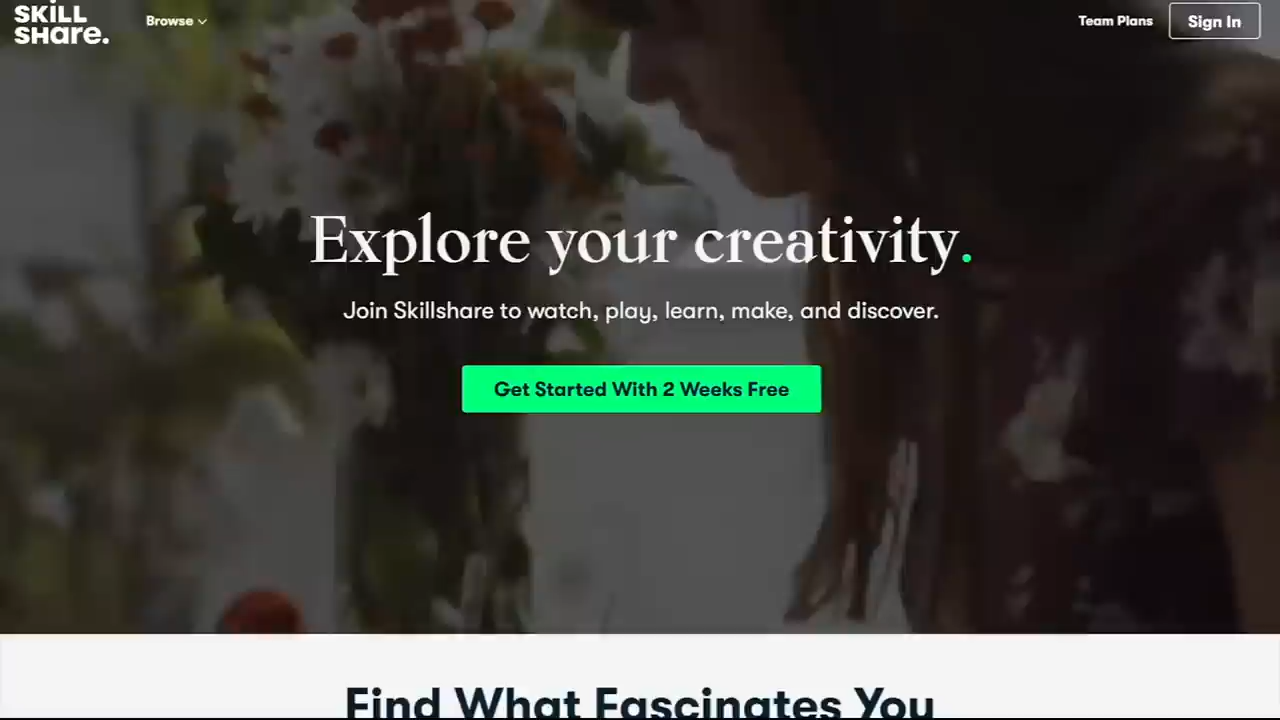 SKiLL
SHare.
Browse
Team Plans
Sign In
Explore your creativity.
Join Skillshare to watch, play, learn, make, and discover.
Get Started With 2 Weeks Free
Find What Fascinates You